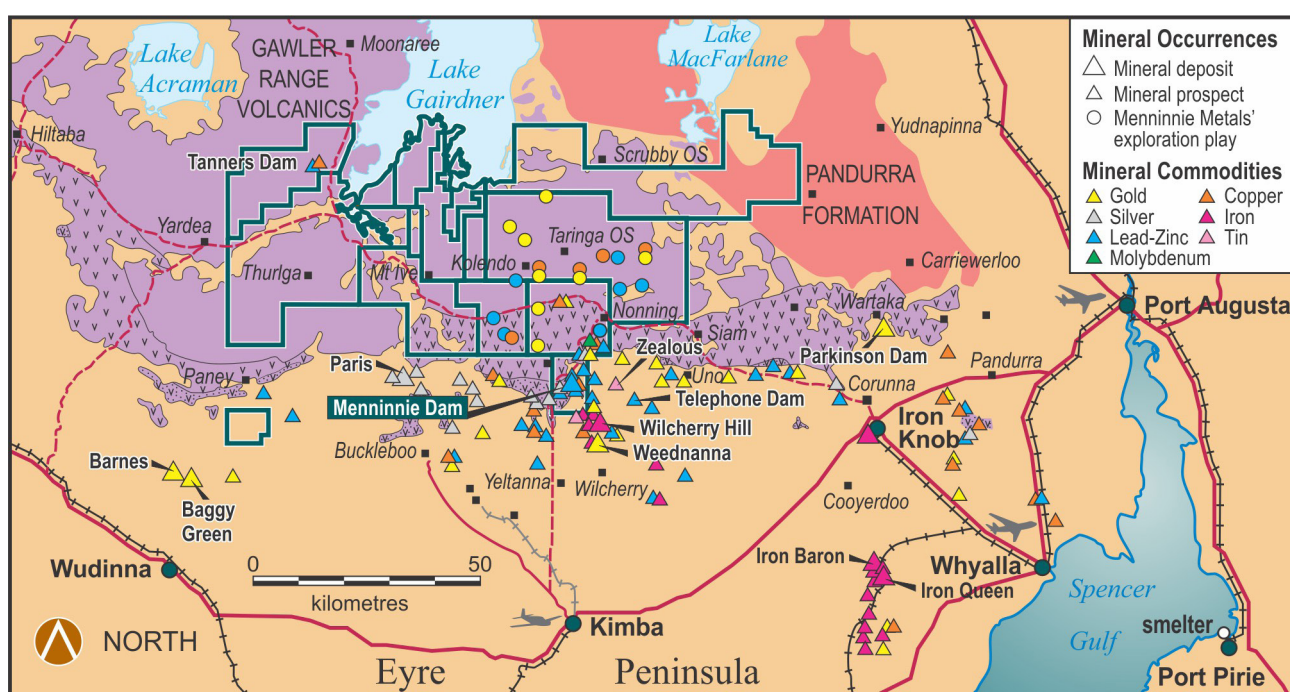 Lake
Acraman
GAWLER
RANGE
VOLCANICS
Moonaree
Lake
Gairdner
Lake
MacFarlane
Mineral Occurrences
Mineral deposit
Mineral prospect
Menninnie Metals'
exploration play
Mineral Commodities
Gold
Copper
Silver
Iron
Lead-Zinc
Tin
Molybdenum
Hiltaba
Tanners Dam
Scrubby OS
Yudnapinna
PANDURRA
FORMATION
Yardea
Thurlga
Mt Ive
Kolendo
Taringa OS
Carriewerloo
Port Augusta
Nonning
Siam
Wartaka
Zealous
Parkinson Dam
Pandurra
Paney
Paris
Uno
Corunna
Menninnie Dam
Telephone Dam
Iron
Knob
Wilcherry Hill
Weednanna
Buckleboo
Barnes
Baggy
Green
Yeltanna
Wilcherry
Cooyerdoo
Wudinna
0
50
kilometres
Iron Baron
Iron Queen
Whyalla
Spencer
Gulf
smelter
Port Pirie
Kimba
NORTH
Eyre
Peninsula